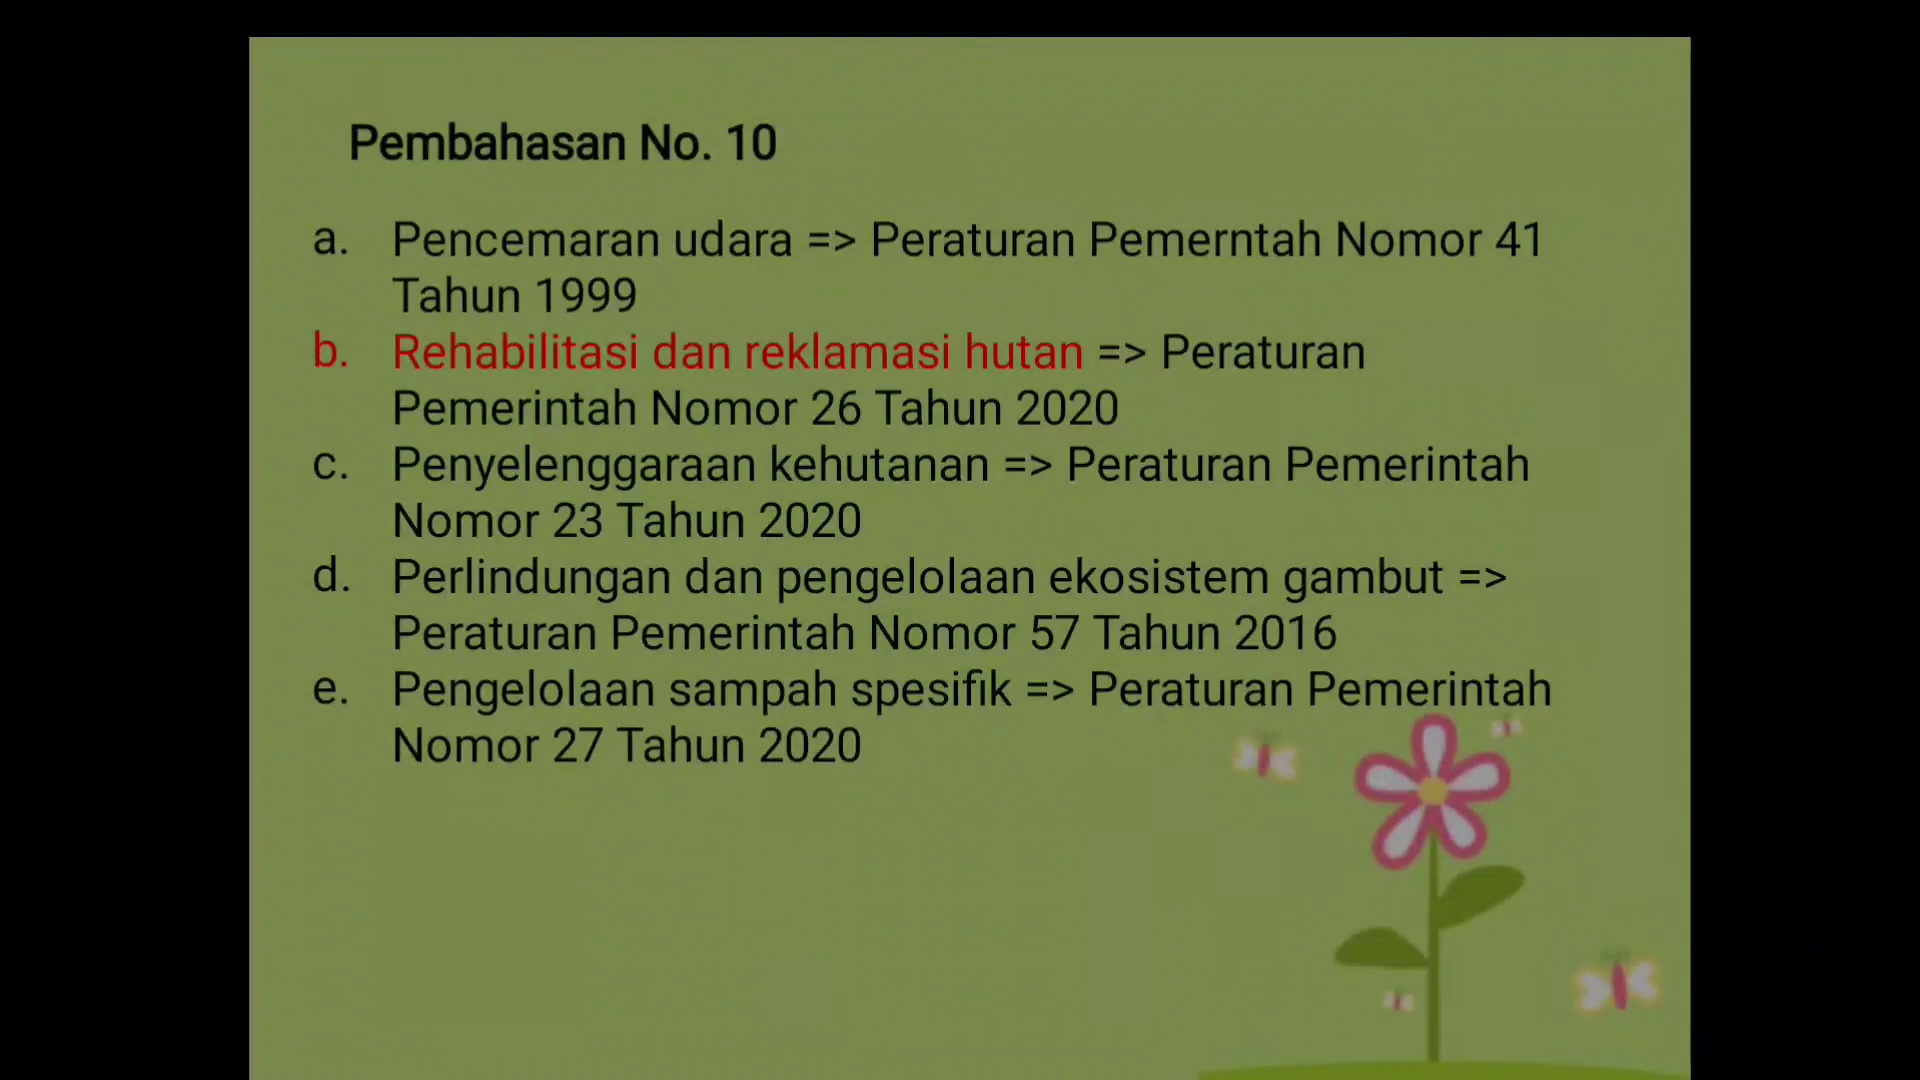 Pembahasan No. 10
a. Pencemaran udara => Peraturan Pemerntah Nomor 41
Tahun 1999
b. Rehabilitasi dan reklamasi hutan => Peraturan
Pemerintah Nomor 26 Tahun 2020
c. Penyelenggaraan kehutanan => Peraturan Pemerintah
Nomor 23 Tahun 2020
d. Perlindungan dan pengelolaan ekosistem gambut =>
Peraturan Pemerintah Nomor 57 Tahun 2016
e. Pengelolaan sampah spesifik => Peraturan Pemerintah
Nomor 27 Tahun 2020